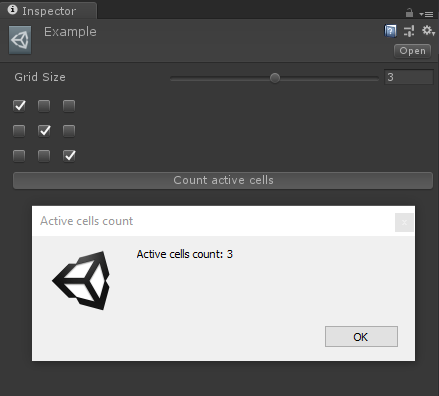 Inspector
Example
Open
Grid Size 3
Count active cells
Active cells count
Active cells count: 3
OK